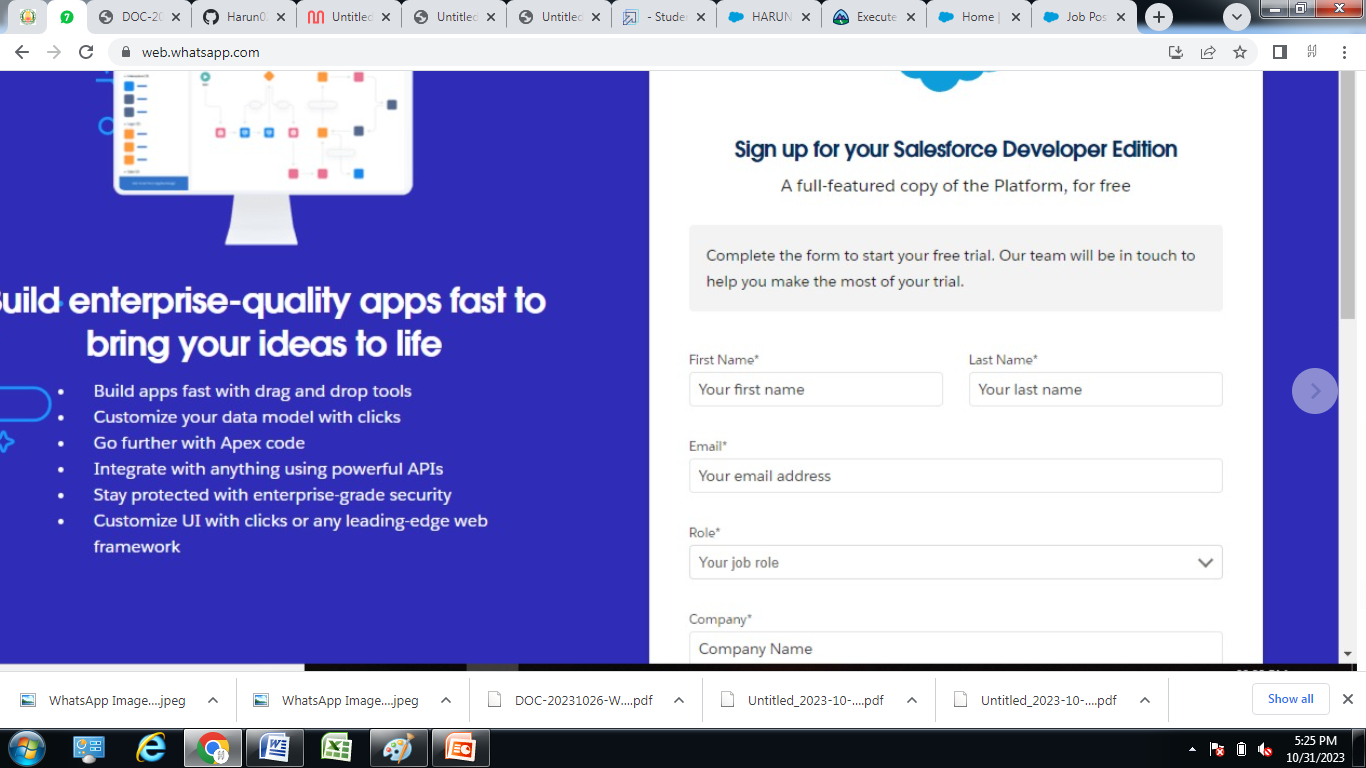 DOC-20
Harun0
Untitled
Untitled
Untitled
- Stude
HARUN
Execute
Home |
Job Pos
web.whatsapp.com
Sign up for your Salesforce Developer Edition
A full-featured copy of the Platform, for free
Complete the form to start your free trial. Our team will be in touch to
help you make the most of your trial.
uild enterprise-quality apps fast to
bring your ideas to life
• Build apps fast with drag and drop tools
• Customize your data model with clicks
• Go further with Apex code
• Integrate with anything using powerful APIs
• Stay protected with enterprise-grade security
• Customize UI with clicks or any leading-edge web
framework
First Name* Last Name*
Your first name Your last name
Email*
Your email address
Role*
Your job role
Company*
Company Name
WhatsApp Image....jpeg
WhatsApp Image....jpeg
DOC-20231026-W....pdf
Untitled_2023-10-....pdf
Untitled_2023-10-....pdf
Show all
5:25 PM
10/31/2023